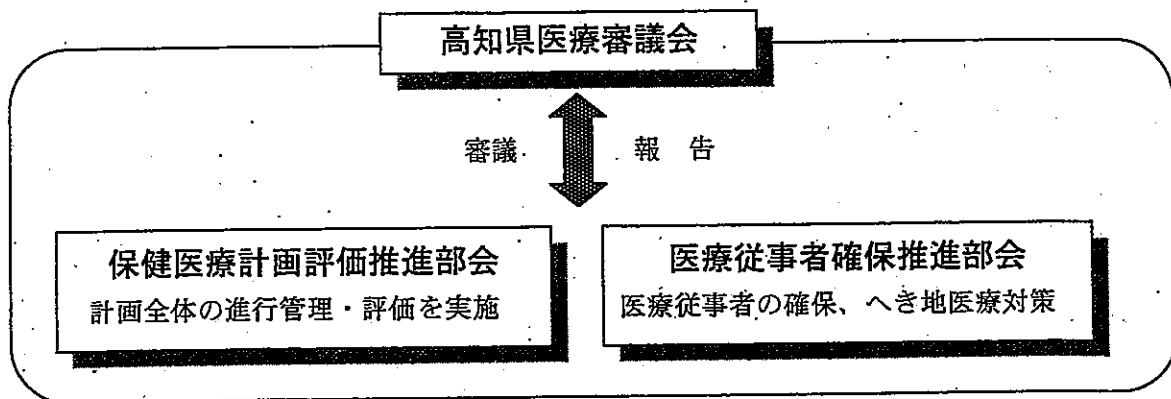 高知県医療審議会
審議 報告
保健医療計画評価推進部会
計画全体の進行管理・評価を実施
医療従事者確保推進部会
医療従事者の確保、へき地医療対策